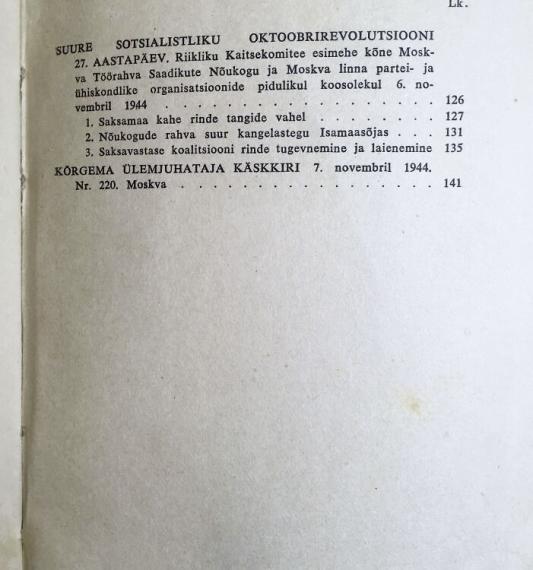 Lk.
SUURE SOTSIALISTLIKU OKTOOBRIREVOLUTSIOONI
27. AASTAPÄEV. Riikliku Kaitsekomitee esimehe kõne Mosk-
va Töörahva Saadikute Nõukogu ja Moskva linna partei- ja
ühiskondlike organisatsioonide pidulikul koosolekul 6. no-
vembril 1944 . . . . . . . . . . . . . . . . 126
1. Saksamaa kahe rinde tangide vahel . . . . . . . 127
2. Nõukogude rahva suur kangelastegu Isamaasõjas . . . 131
3. Saksavastase koalitsiooni rinde tugevnemine ja laienemine 135
KÕRGEMA ÜLEMJUHATAJA KÄSKKIRI 7. novembril 1944.
Nr. 220. Moskva . . . . . . . . . . . . . . . 141